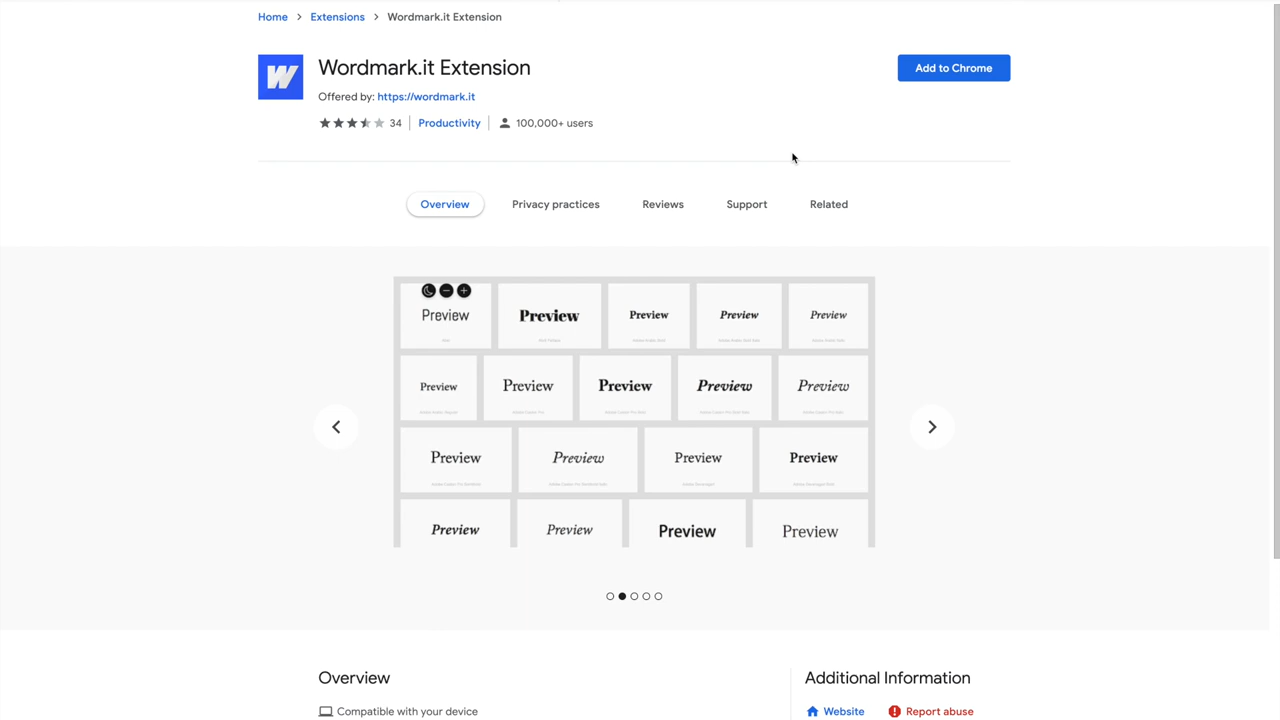 Home > Extensions > Wordmark.it Extension
W
Wordmark.it Extension
Add to Chrome
Offered by: https://wordmark.it
34 | Productivity | 100,000+ users
Overview Privacy practices Reviews Support Related
Preview Preview Preview Preview Preview
Preview Preview Preview Preview Preview
Preview Preview Preview Preview
Preview Preview Preview Preview
Overview
Additional Information
Compatible with your device
Website
Report abuse